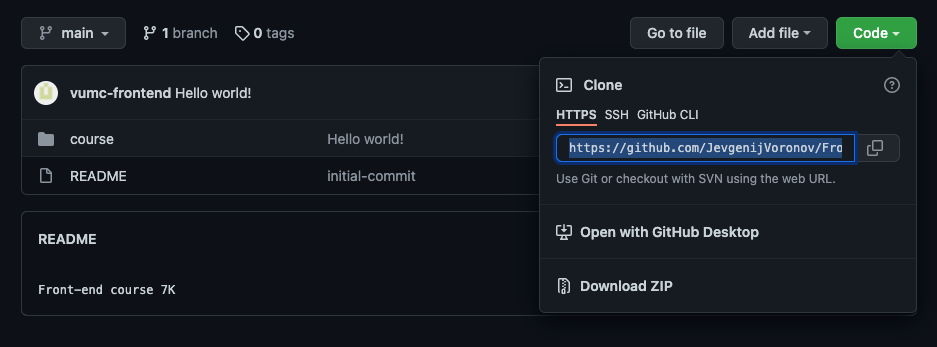 main 1 branch 0 tags Go to file Add file Code
vumc-frontend Hello world!
course Hello world!
README initial-commit
README
Front-end course 7K
Clone
HTTPS SSH GitHub CLI
https://github.com/JevgenijVoronov/Fro
Use Git or checkout with SVN using the web URL.
Open with GitHub Desktop
Download ZIP